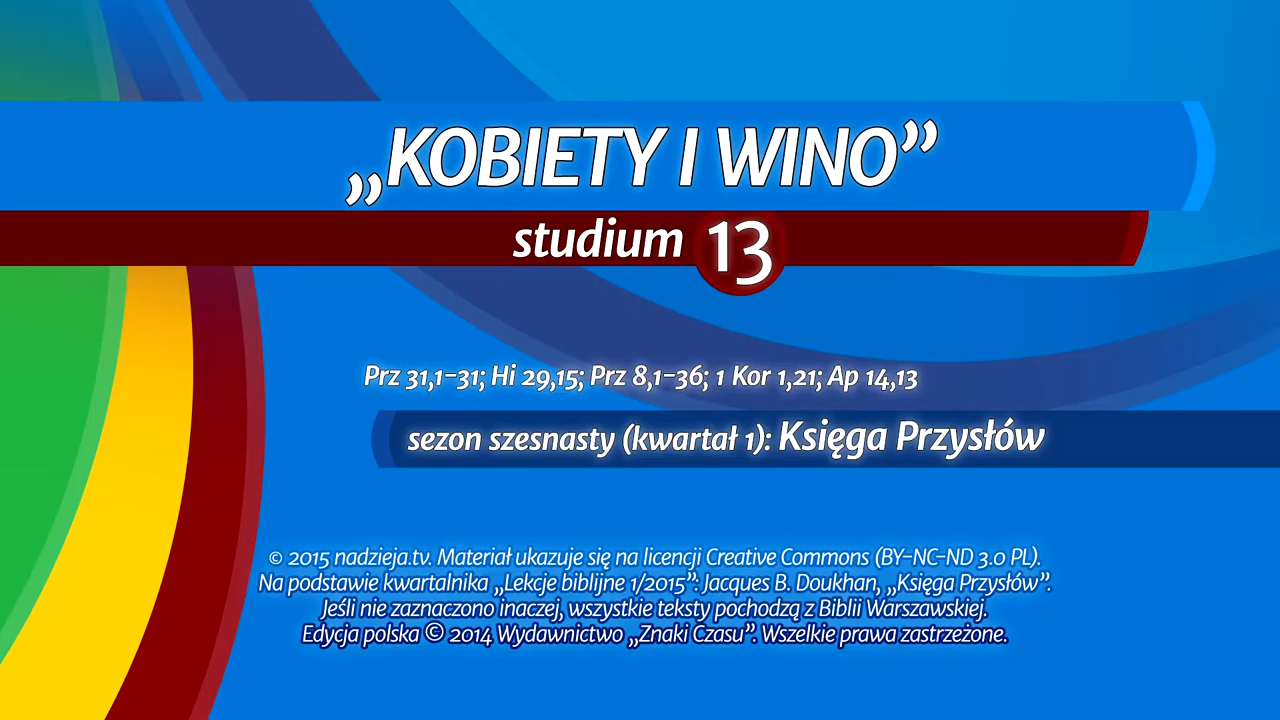 „KOBIETY I WINO”
studium 13
Prz 31,1–31; Hi 29,15; Prz 8,1–36; 1 Kor 1,21; Ap 14,13
sezon szesnasty (kwartał 1): Księga Przysłów
© 2015 nadzieja.tv. Materiał ukazuje się na licencji Creative Commons (BY–NC–ND 3.0 PL).
Na podstawie kwartalnika „Lekcje biblijne 1/2015”: Jacques B. Doukhan, „Księga Przysłów”.
Jeśli nie zaznaczono inaczej, wszystkie teksty pochodzą z Biblii Warszawskiej.
Edycja polska © 2014 Wydawnictwo „Znaki Czasu”. Wszelkie prawa zastrzeżone.